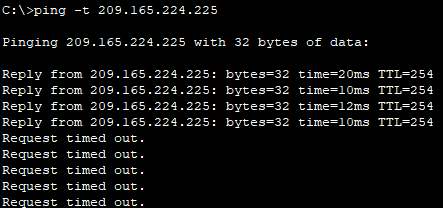 C:\>ping -t 209.165.224.225
Pinging 209.165.224.225 with 32 bytes of data:
Reply from 209.165.224.225: bytes=32 time=20ms TTL=254
Reply from 209.165.224.225: bytes=32 time=10ms TTL=254
Reply from 209.165.224.225: bytes=32 time=12ms TTL=254
Reply from 209.165.224.225: bytes=32 time=10ms TTL=254
Request timed out.
Request timed out.
Request timed out.
Request timed out.
Request timed out.